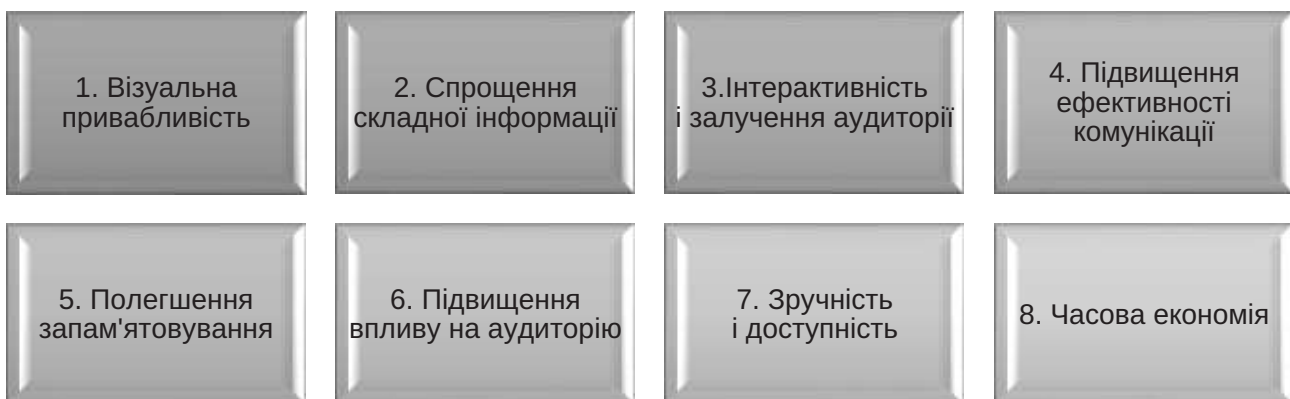 1. Візуальна
привабливість
2. Спрощення
складної інформації
3.Інтерактивність
і залучення аудиторії
4. Підвищення
ефективності
комунікації
5. Полегшення
запам'ятовування
6. Підвищення
впливу на аудиторію
7. Зручність
і доступність
8. Часова економія